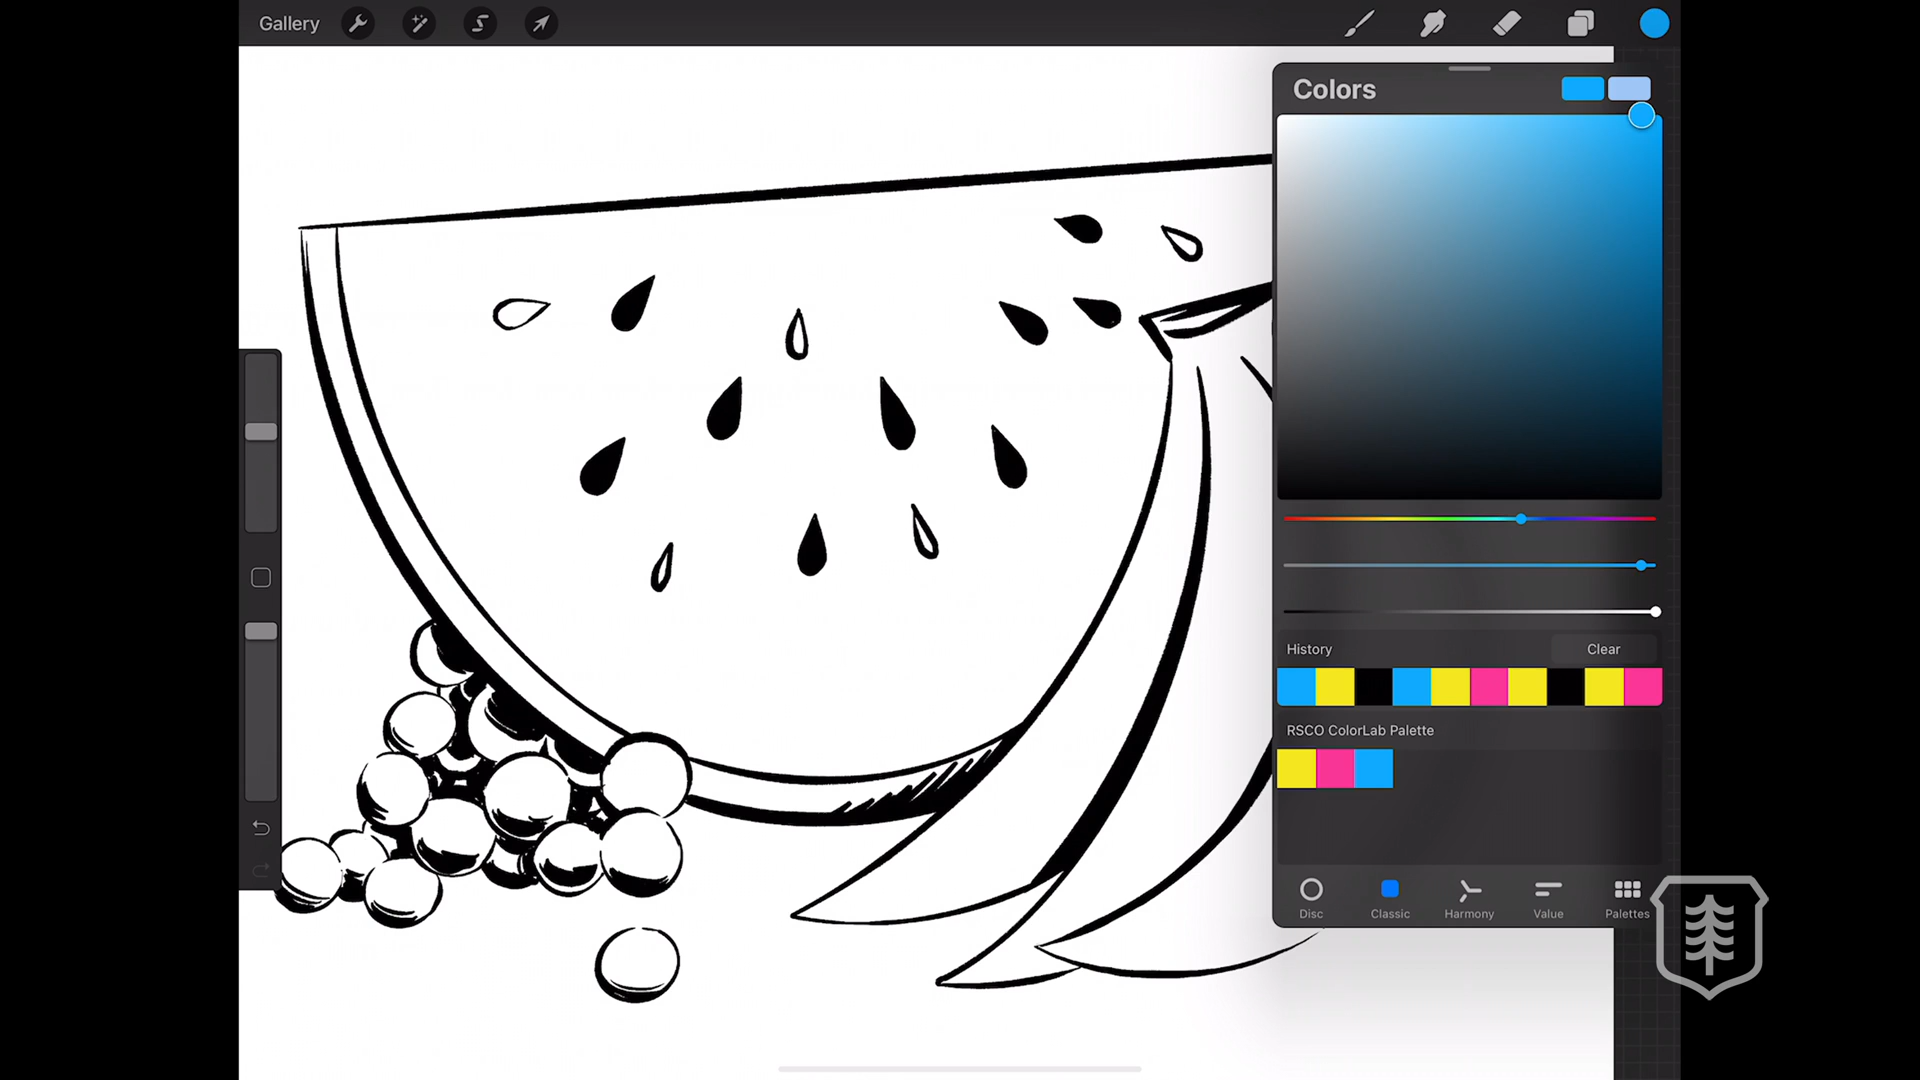 Gallery
Colors
History
Clear
RSCO ColorLab Palette
Disc
Classic
Harmony
Value
Palettes